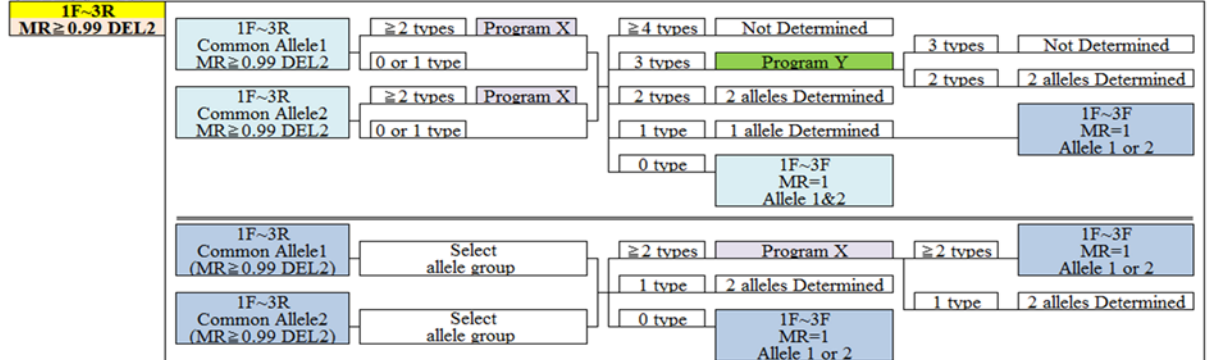 1F~3R
MR≧0.99 DEL2
1F~3R
Common Allele1
MR≧0.99 DEL2
≧2 types
Program X
0 or 1 type
1F~3R
Common Allele2
MR≧0.99 DEL2
≧2 types
Program X
0 or 1 type
≧4 types
Not Determined
3 types
Program Y
3 types
Not Determined
2 types
2 alleles Determined
2 types
2 alleles Determined
1 type
1 allele Determined
1F~3F
MR=1
Allele 1 or 2
0 type
1F~3F
MR=1
Allele 1&2
1F~3R
Common Allele1
(MR≧0.99 DEL2)
Select
allele group
1F~3R
Common Allele2
(MR≧0.99 DEL2)
Select
allele group
≧2 types
Program X
≧2 types
1F~3F
MR=1
Allele 1 or 2
1 type
2 alleles Determined
1 type
2 alleles Determined
0 type
1F~3F
MR=1
Allele 1 or 2